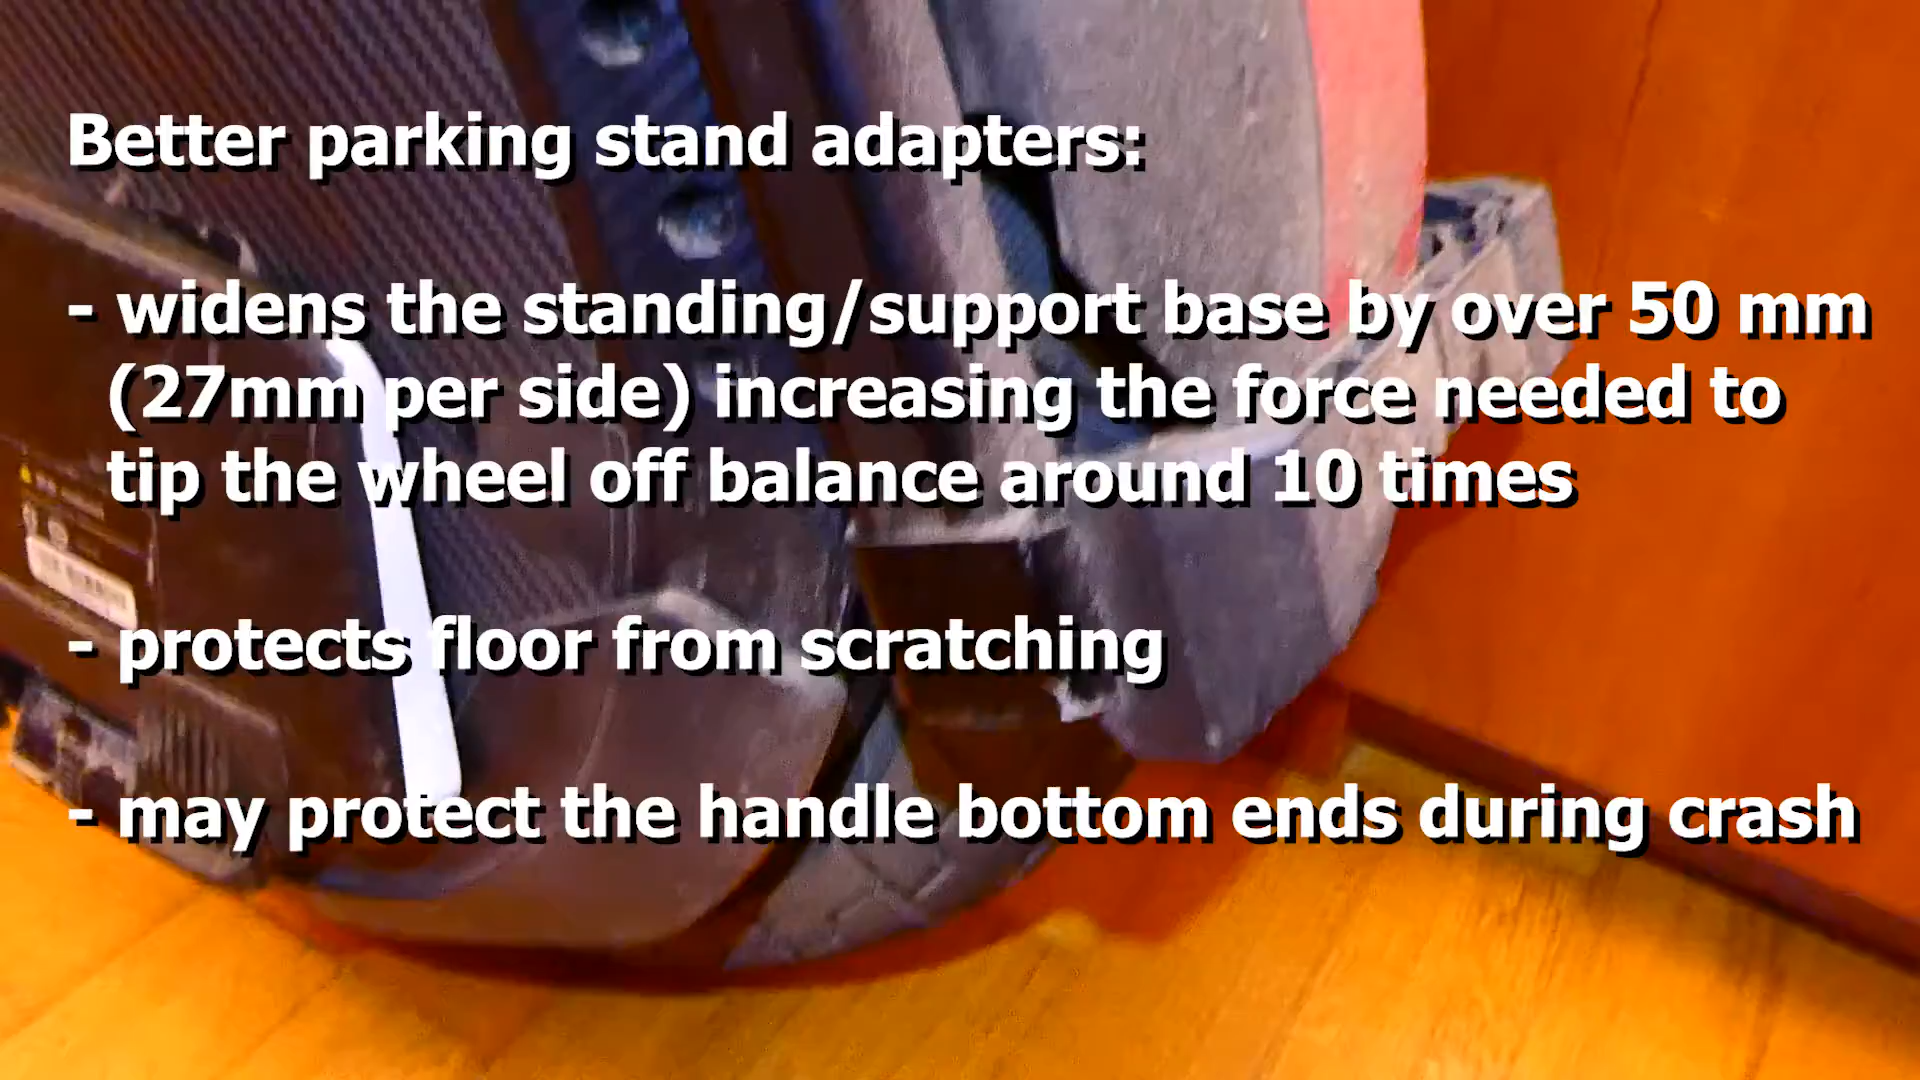 Better parking stand adapters:
- widens the standing/support base by over 50 mm
(27mm per side) increasing the force needed to
tip the wheel off balance around 10 times
- protects floor from scratching
- may protect the handle bottom ends during crash